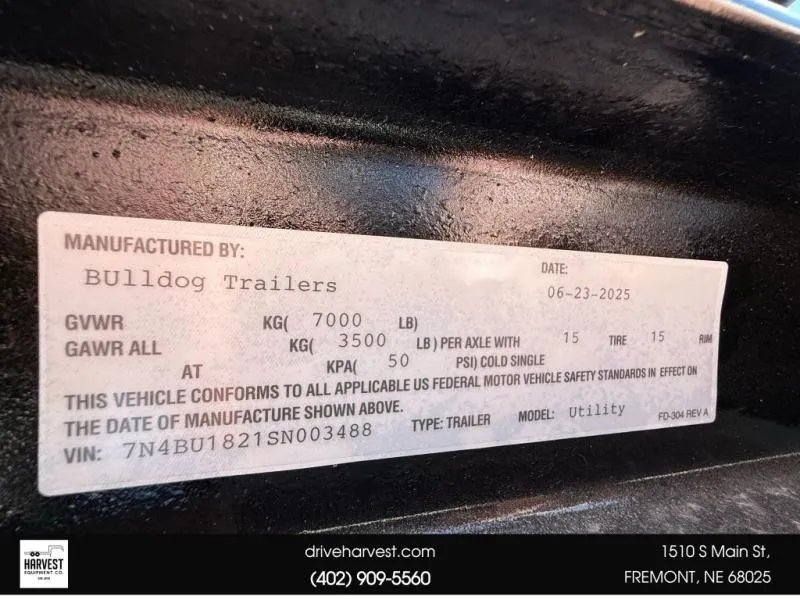 MANUFACTURED BY:
BUlldog Trailers
DATE:
06-23-2025
GVWR KG( 7000 LB)
GAWR ALL KG( 3500 LB) PER AXLE WITH 15 TIRE 15 RIM
AT KPA( 50 PSI) COLD SINGLE
THIS VEHICLE CONFORMS TO ALL APPLICABLE US FEDERAL MOTOR VEHICLE SAFETY STANDARDS IN EFFECT ON
THE DATE OF MANUFACTURE SHOWN ABOVE.
VIN: 7N4BU1821SN003488 TYPE: TRAILER MODEL: Utility FD-304 REV A
HARVEST
EQUIPMENT CO.
driveharvest.com
(402) 909-5560
1510 S Main St,
FREMONT, NE 68025